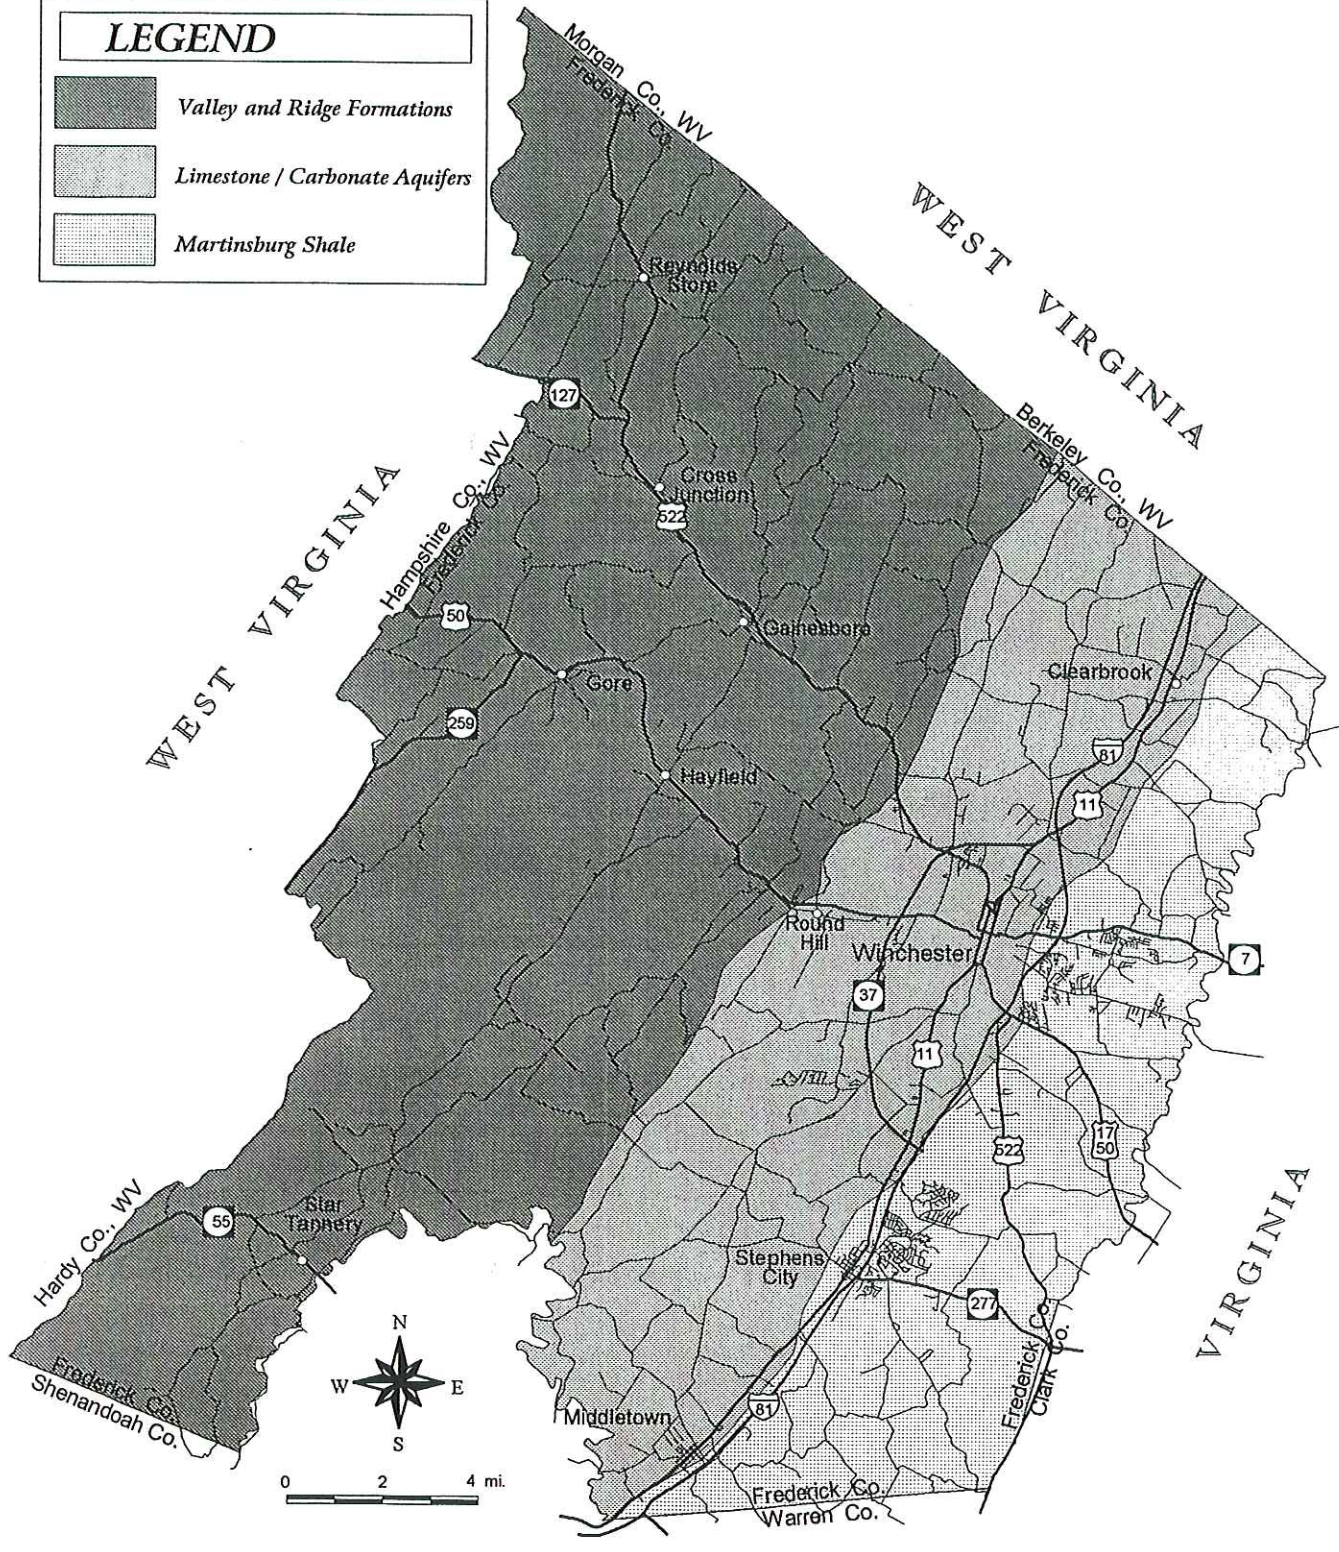 LEGEND
Valley and Ridge Formations
Limestone / Carbonate Aquifers
Martinsburg Shale
Morgan Co., WV
Frederick Co.
WEST VIRGINIA
Reynolds
Store
127
Berkeley Co., WV
Frederick Co.
Hampshire Co., WV
Frederick Co.
WEST VIRGINIA
Cross
Junction
522
50
Gainesboro
Gore
Clearbrook
259
81
Hayfield
11
Round
Hill
Winchester
7
37
11
17
50
522
Hardy Co., WV
55
Star
Tannery
Stephens
City
VIRGINIA
277
Frederick Co.
Clark Co.
N
W
E
S
Frederick Co.
Shenandoah Co.
81
Middletown
0 2 4 mi.
Frederick Co.
Warren Co.